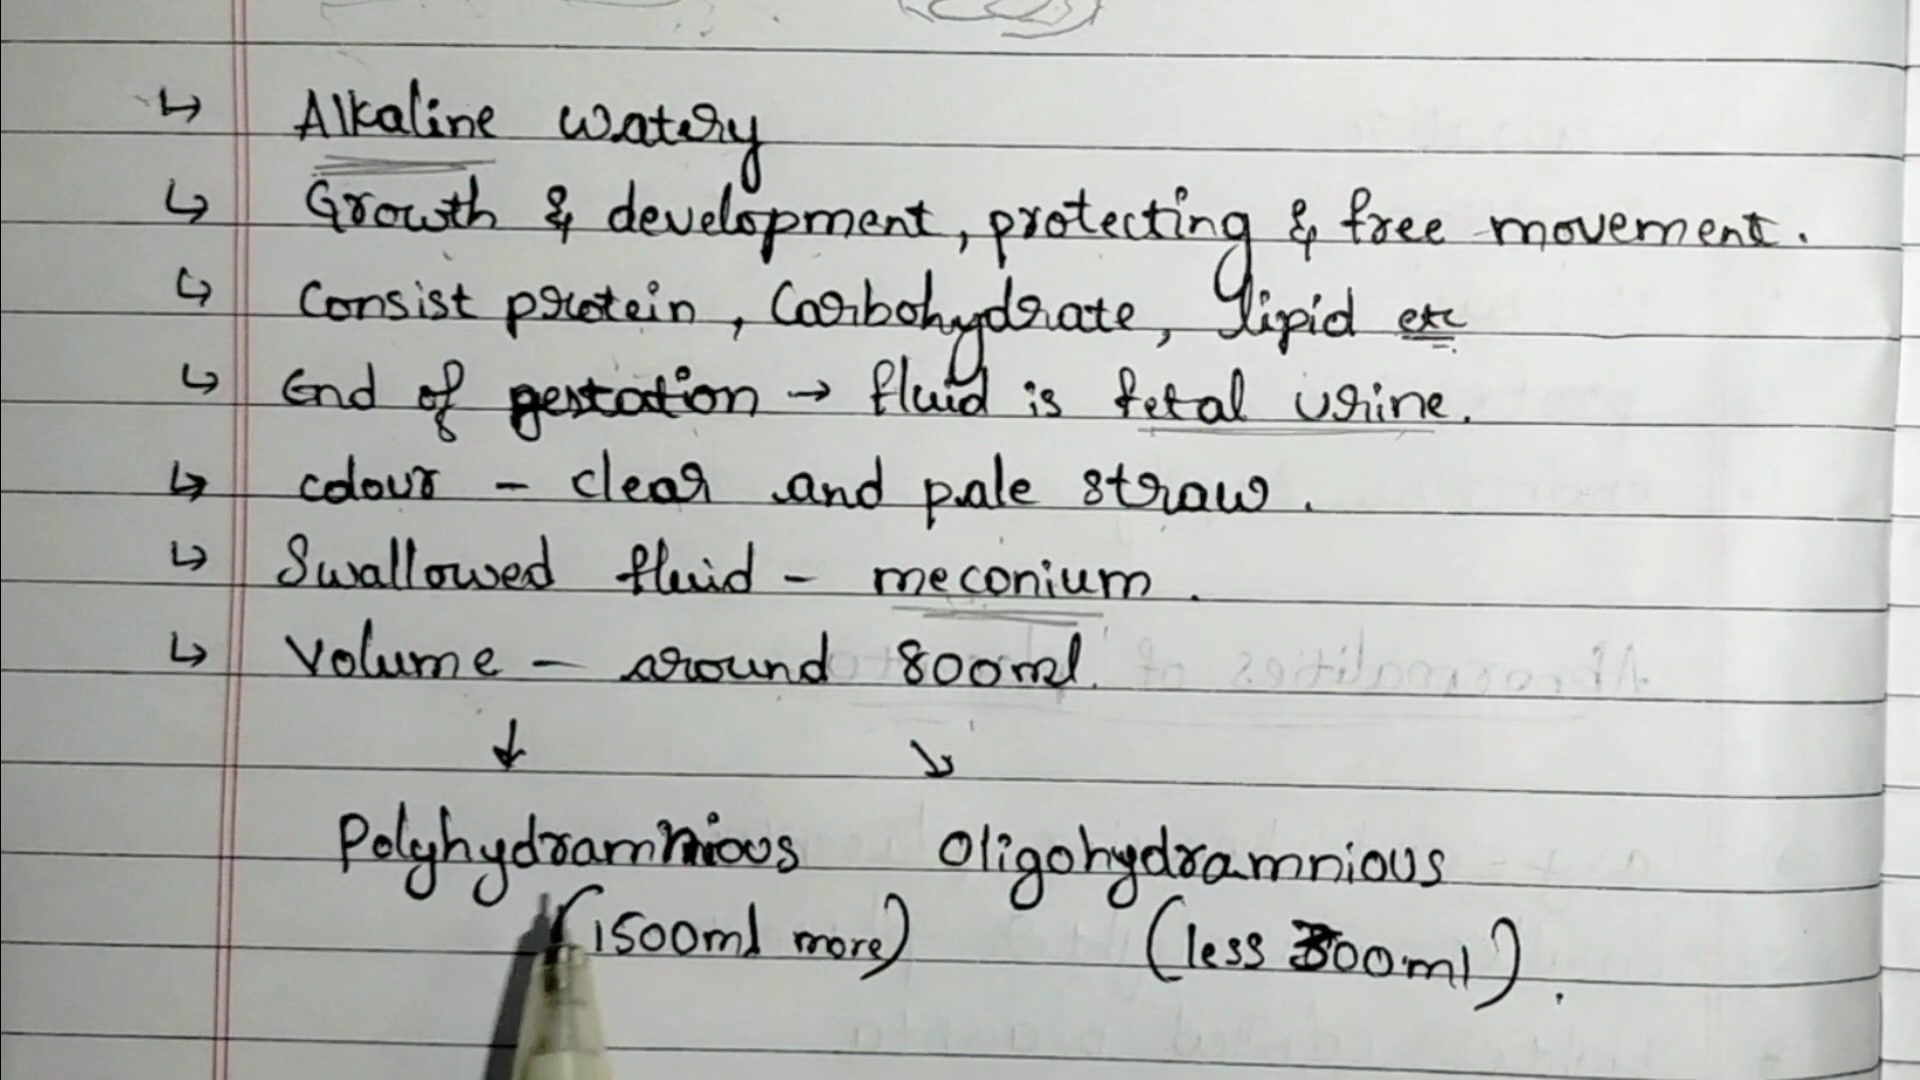 ↳ Alkaline watery
↳ Growth & development, protecting & free movement.
↳ Consist protein, Carbohydrate, lipid etc
↳ End of gestation → fluid is fetal urine.
↳ colour - clear and pale straw.
↳ Swallowed fluid - meconium.
↳ Volume - around 800ml.
↓ ↘
Polyhydramnious Oligohydramnious
(1500ml more) (less 00ml).